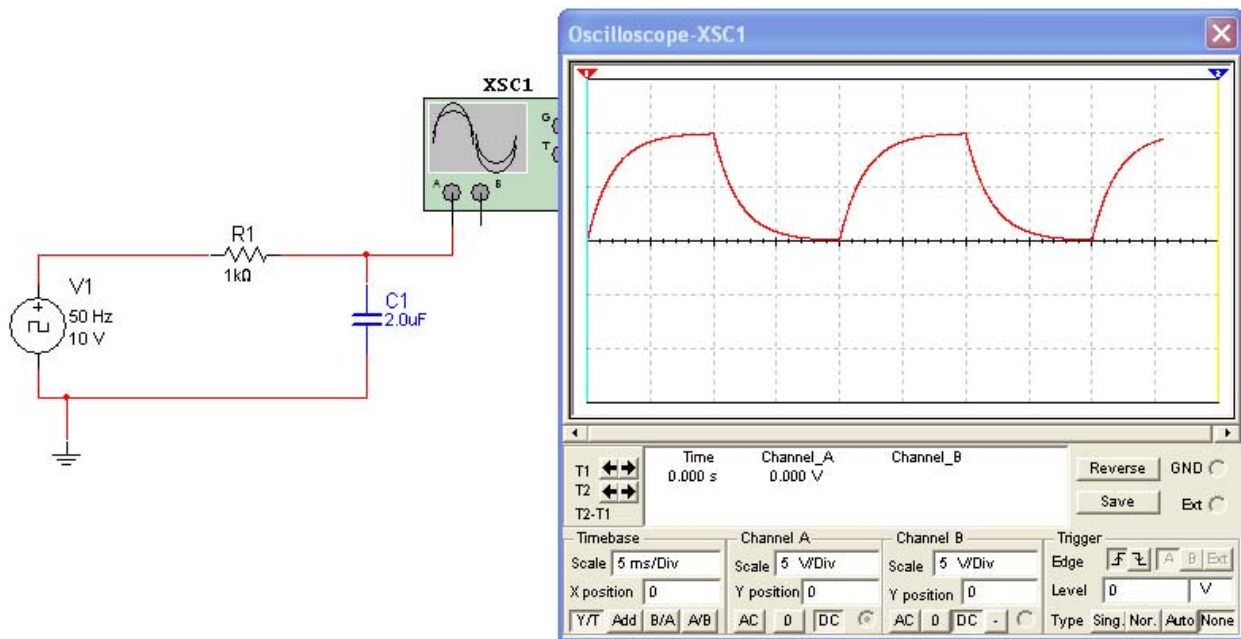 XSC1
G
T
A
B
R1
1kΩ
V1
50 Hz
10 V
C1
2.0uF
Oscilloscope-XSC1
1
2
Time Channel_A Channel_B
T1 0.000 s 0.000 V
T2
T2-T1
Reverse GND
Save Ext
Timebase
Scale 5 ms/Div
X position 0
Y/T Add B/A A/B
Channel A
Scale 5 V/Div
Y position 0
AC 0 DC
Channel B
Scale 5 V/Div
Y position 0
AC 0 DC -
Trigger
Edge A B Ext
Level 0 V
Type Sing. Nor. Auto None